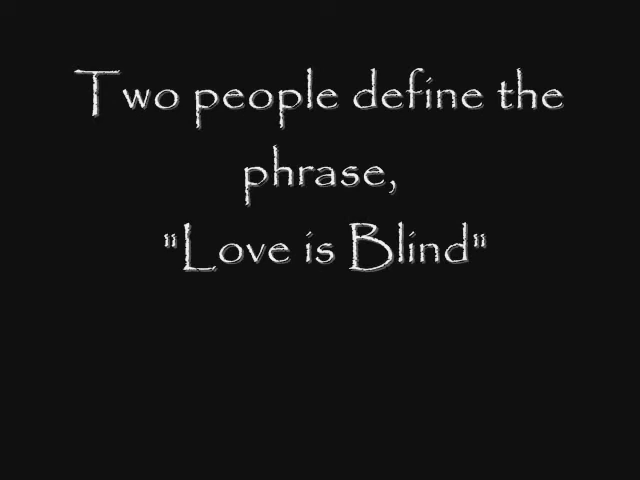 Two people define the
phrase,
"Love is Blind"